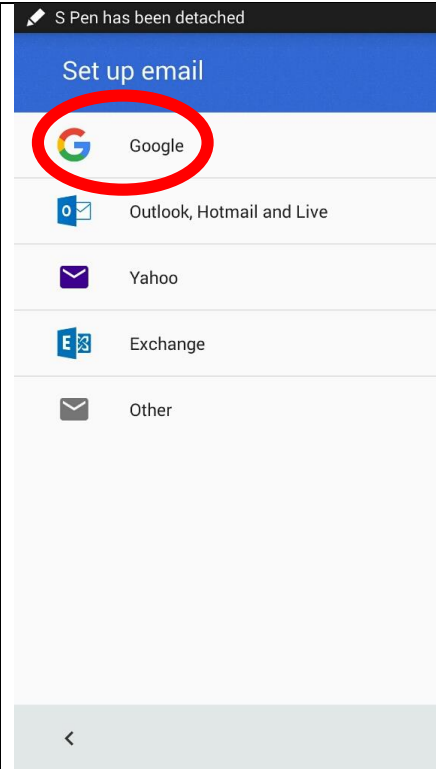 S Pen has been detached
Set up email
Google
Outlook, Hotmail and Live
Yahoo
Exchange
Other